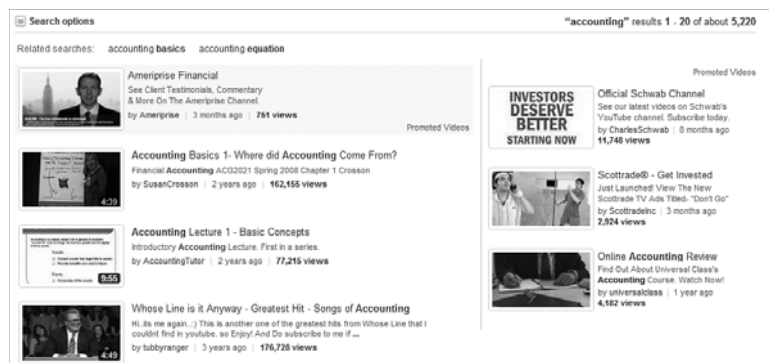 Search options
"accounting" results 1 - 20 of about 5,220
Related searches: accounting basics accounting equation
Ameriprise Financial
See Client Testimonials, Commentary
& More On The Ameriprise Channel.
by Ameriprise | 3 months ago | 751 views
Promoted Videos
4:39
Accounting Basics 1- Where did Accounting Come From?
Financial Accounting ACG2021 Spring 2008 Chapter 1 Crosson
by SusanCrosson | 2 years ago | 162,155 views
9:55
Accounting Lecture 1 - Basic Concepts
Introductory Accounting Lecture. First in a series.
by AccountingTutor | 2 years ago | 77,215 views
4:49
Whose Line is it Anyway - Greatest Hit - Songs of Accounting
Hi..its me again..:) This is another one of the greatest hits from Whose Line that I
couldnt find in youtube. so Enjoy! And Do subscribe to me if ...
by tubbyranger | 3 years ago | 176,728 views
Promoted Videos
INVESTORS
DESERVE
BETTER
STARTING NOW
Official Schwab Channel
See our latest videos on Schwab's
YouTube channel. Subscribe today.
by CharlesSchwab | 8 months ago
11,748 views
Scottrade® - Get Invested
Just Launched! View The New
Scottrade TV Ads Titled- "Don't Go"
by ScottradeInc | 3 months ago
2,924 views
Online Accounting Review
Find Out About Universal Class's
Accounting Course. Watch Now!
by universalclass | 1 year ago
4,182 views